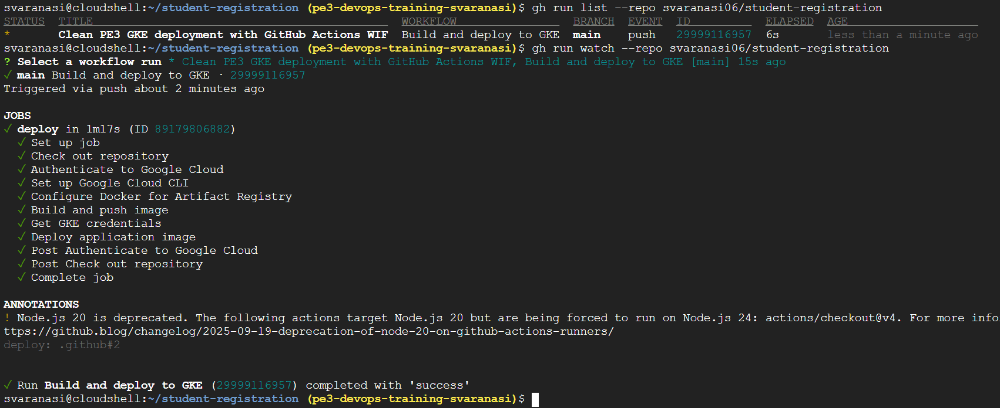 svaranasi@cloudshell:~/student-registration (pe3-devops-training-svaranasi)$ gh run list --repo svaranasi06/student-registration
STATUS  TITLE  WORKFLOW  BRANCH  EVENT  ID  ELAPSED  AGE
*  Clean PE3 GKE deployment with GitHub Actions WIF  Build and deploy to GKE  main  push  29999116957  6s  less than a minute ago
svaranasi@cloudshell:~/student-registration (pe3-devops-training-svaranasi)$ gh run watch --repo svaranasi06/student-registration
? Select a workflow run * Clean PE3 GKE deployment with GitHub Actions WIF, Build and deploy to GKE [main] 15s ago
✓ main Build and deploy to GKE · 29999116957
Triggered via push about 2 minutes ago
JOBS
✓ deploy in 1m17s (ID 89179806882)
✓ Set up job
✓ Check out repository
✓ Authenticate to Google Cloud
✓ Set up Google Cloud CLI
✓ Configure Docker for Artifact Registry
✓ Build and push image
✓ Get GKE credentials
✓ Deploy application image
✓ Post Authenticate to Google Cloud
✓ Post Check out repository
✓ Complete job
ANNOTATIONS
! Node.js 20 is deprecated. The following actions target Node.js 20 but are being forced to run on Node.js 24: actions/checkout@v4. For more info
ttps://github.blog/changelog/2025-09-19-deprecation-of-node-20-on-github-actions-runners/
deploy: .github#2
✓ Run Build and deploy to GKE (29999116957) completed with 'success'
svaranasi@cloudshell:~/student-registration (pe3-devops-training-svaranasi)$